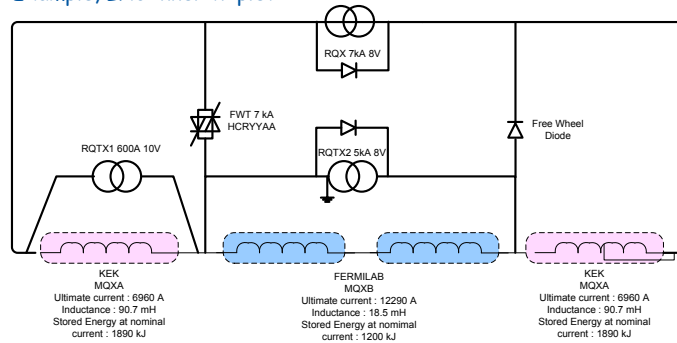 RQX 7kA 8V
FWT 7 kA
HCRYYAA
Free Wheel
Diode
RQTX1 600A 10V
RQTX2 5kA 8V
KEK
MQXA
Ultimate current : 6960 A
Inductance : 90.7 mH
Stored Energy at nominal
current : 1890 kJ
FERMILAB
MQXB
Ultimate current : 12290 A
Inductance : 18.5 mH
Stored Energy at nominal
current : 1200 kJ
KEK
MQXA
Ultimate current : 6960 A
Inductance : 90.7 mH
Stored Energy at nominal
current : 1890 kJ